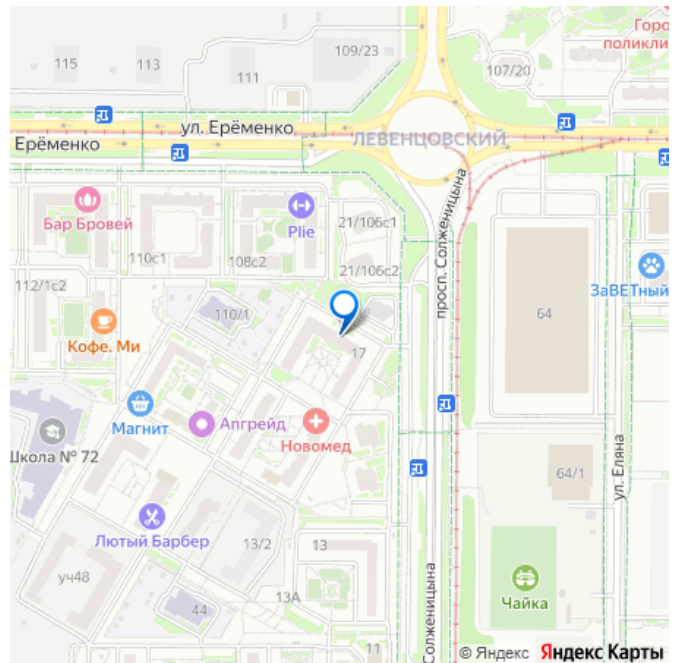 Горо
поликли
109/23
115
113
111
107/20
ул. Ерёменко
ЛЕВЕНЦОВСКИЙ
Ерёменко
просп. Солженицына
Бар Бровей
Plie
21/106с1
110с1
108с2
21/106с2
ЗаВЕТный
112/1с2
110/1
64
Кофе. Ми
17
Магнит
Апгрейд
Новомед
Школа № 72
64/1
ул. Еляна
Лютый Барбер
13/2
13
уч48
13А
Чайка
44
Солженицына
11
© Яндекс Яндекс Карты